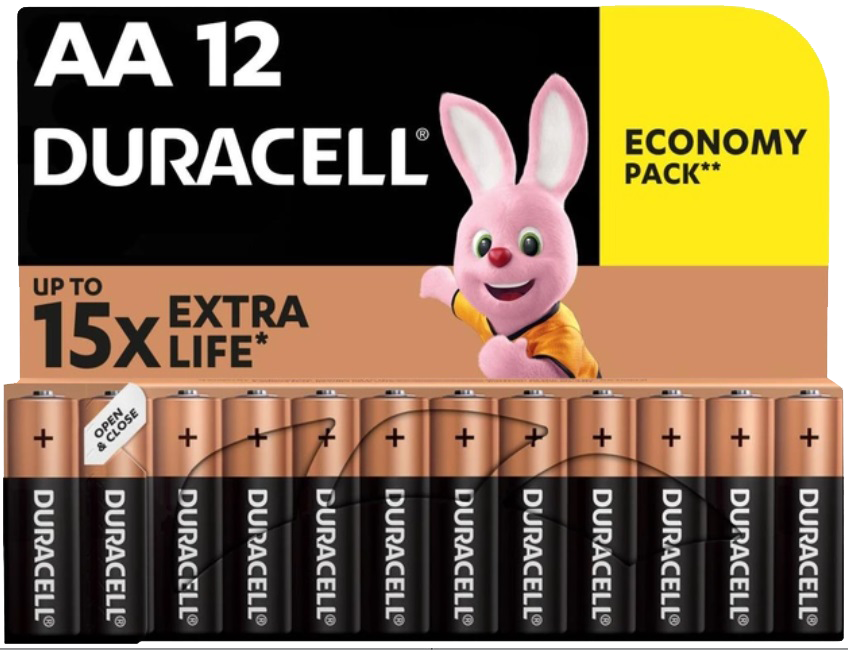 AA 12
DURACELL®
ECONOMY
PACK**
UP TO
15x EXTRA
LIFE*
OPEN
& CLOSE
+
+
+
+
+
+
+
+
+
+
+
DURACELL®
DURACELL®
DURACELL®
DURACELL®
DURACELL®
DURACELL®
DURACELL®
DURACELL®
DURACELL®
DURACELL®
DURACELL®
DURACELL®